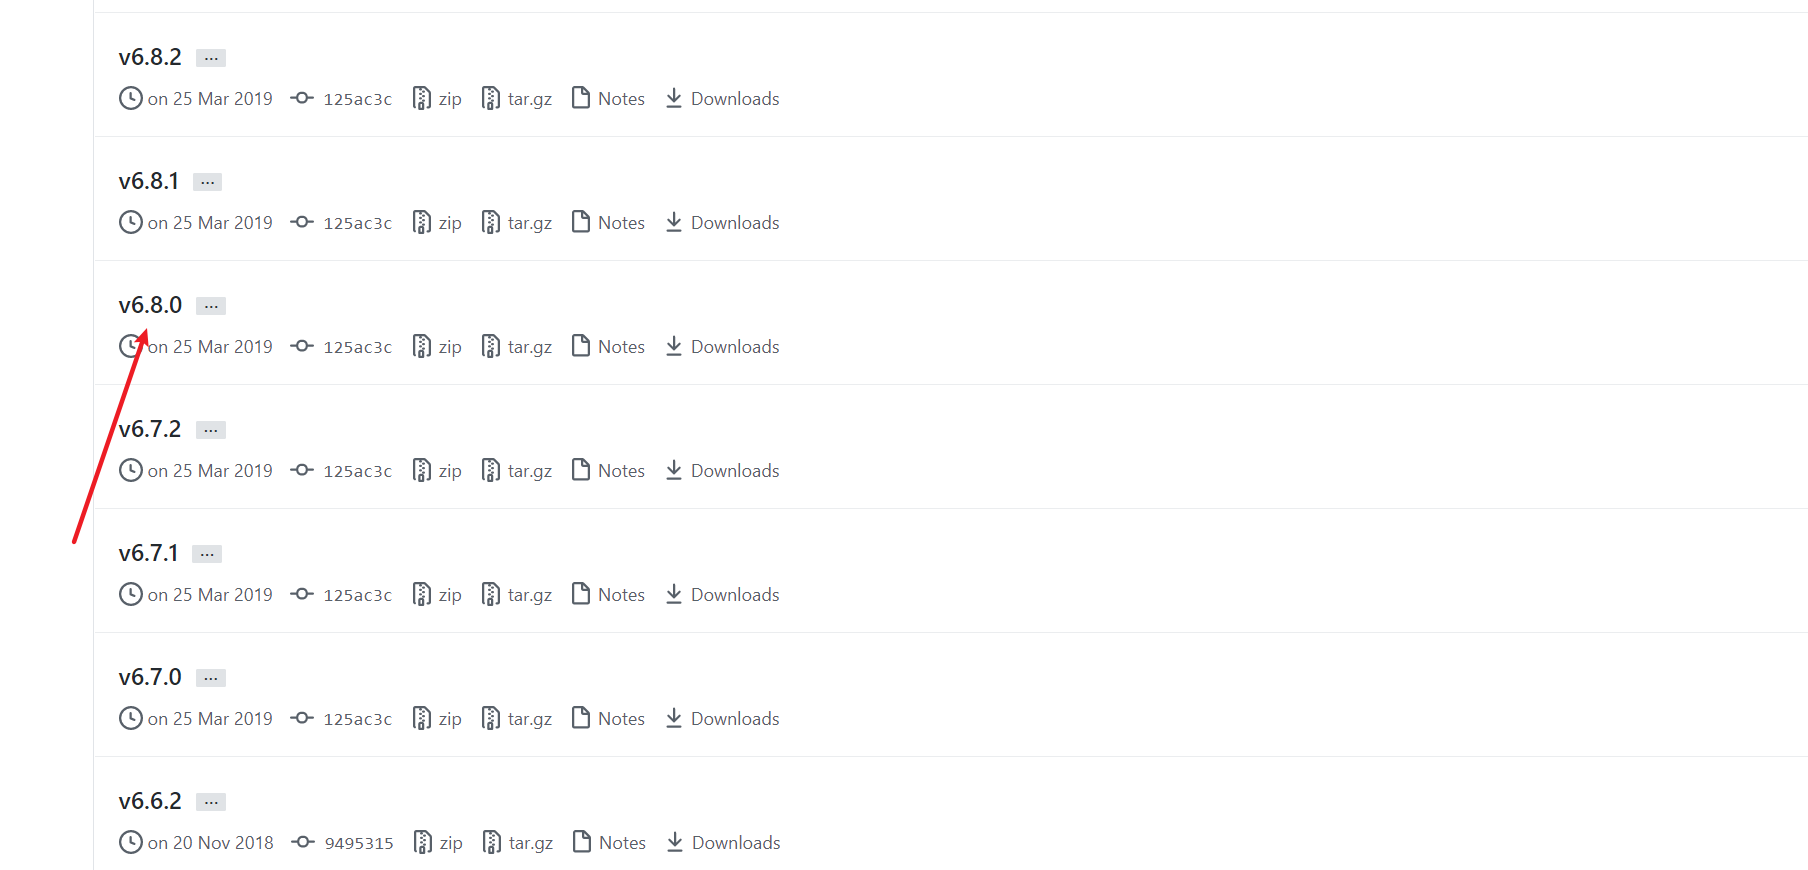 v6.8.2 ...
on 25 Mar 2019 125ac3c zip tar.gz Notes Downloads
v6.8.1 ...
on 25 Mar 2019 125ac3c zip tar.gz Notes Downloads
v6.8.0 ...
on 25 Mar 2019 125ac3c zip tar.gz Notes Downloads
v6.7.2 ...
on 25 Mar 2019 125ac3c zip tar.gz Notes Downloads
v6.7.1 ...
on 25 Mar 2019 125ac3c zip tar.gz Notes Downloads
v6.7.0 ...
on 25 Mar 2019 125ac3c zip tar.gz Notes Downloads
v6.6.2 ...
on 20 Nov 2018 9495315 zip tar.gz Notes Downloads